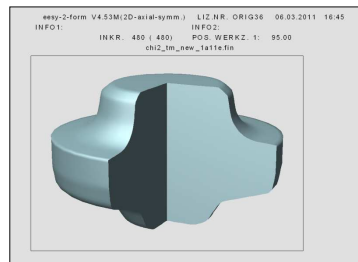 eesy-2-form V4.53M(2D-axial-symm.) LIZ.NR. ORIG36 06.03.2011 16:45
INFO1: INFO2:
INKR. 480 ( 480) POS. WERKZ. 1: 95.00
chi2_tm_new_1a11e.fin